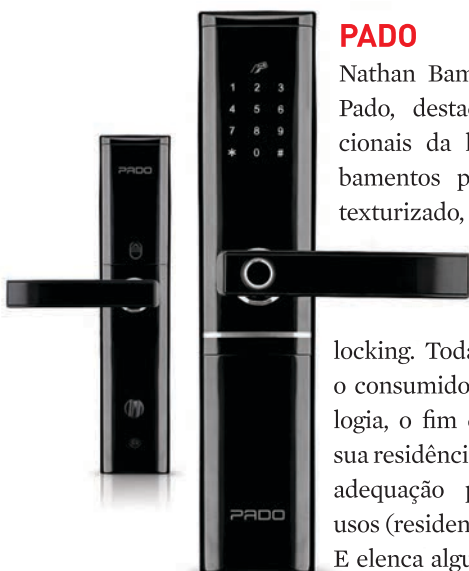 PADO
Nathan Bam
Pado, desta
cionais da
bamentos p
texturizado,
locking. Toda
o consumido
logia, o fim
sua residênci
adequação p
usos (residen
E elenca algu
PADO
1 2 3
4 5 6
7 8 9
* 0 #
PADO